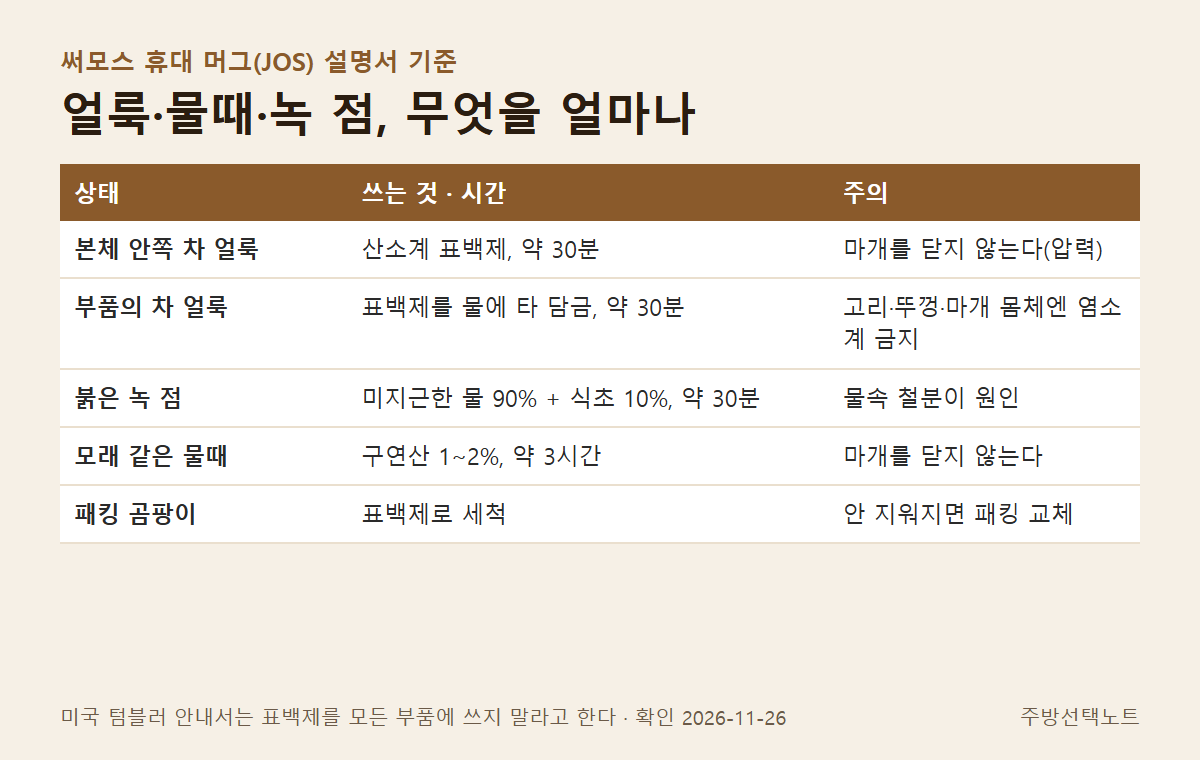 써모스 휴대 머그(JOS) 설명서 기준
얼룩·물때·녹 점, 무엇을 얼마나
상태 쓰는 것 · 시간 주의
본체 안쪽 차 얼룩 산소계 표백제, 약 30분 마개를 닫지 않는다(압력)
부품의 차 얼룩 표백제를 물에 타 담금, 약 30분 고리·뚜껑·마개 몸체엔 염소
계 금지
붉은 녹 점 미지근한 물 90% + 식초 10%, 약 30분 물속 철분이 원인
모래 같은 물때 구연산 1~2%, 약 3시간 마개를 닫지 않는다
패킹 곰팡이 표백제로 세척 안 지워지면 패킹 교체
미국 텀블러 안내서는 표백제를 모든 부품에 쓰지 말라고 한다 · 확인 2026-11-26 주방선택노트